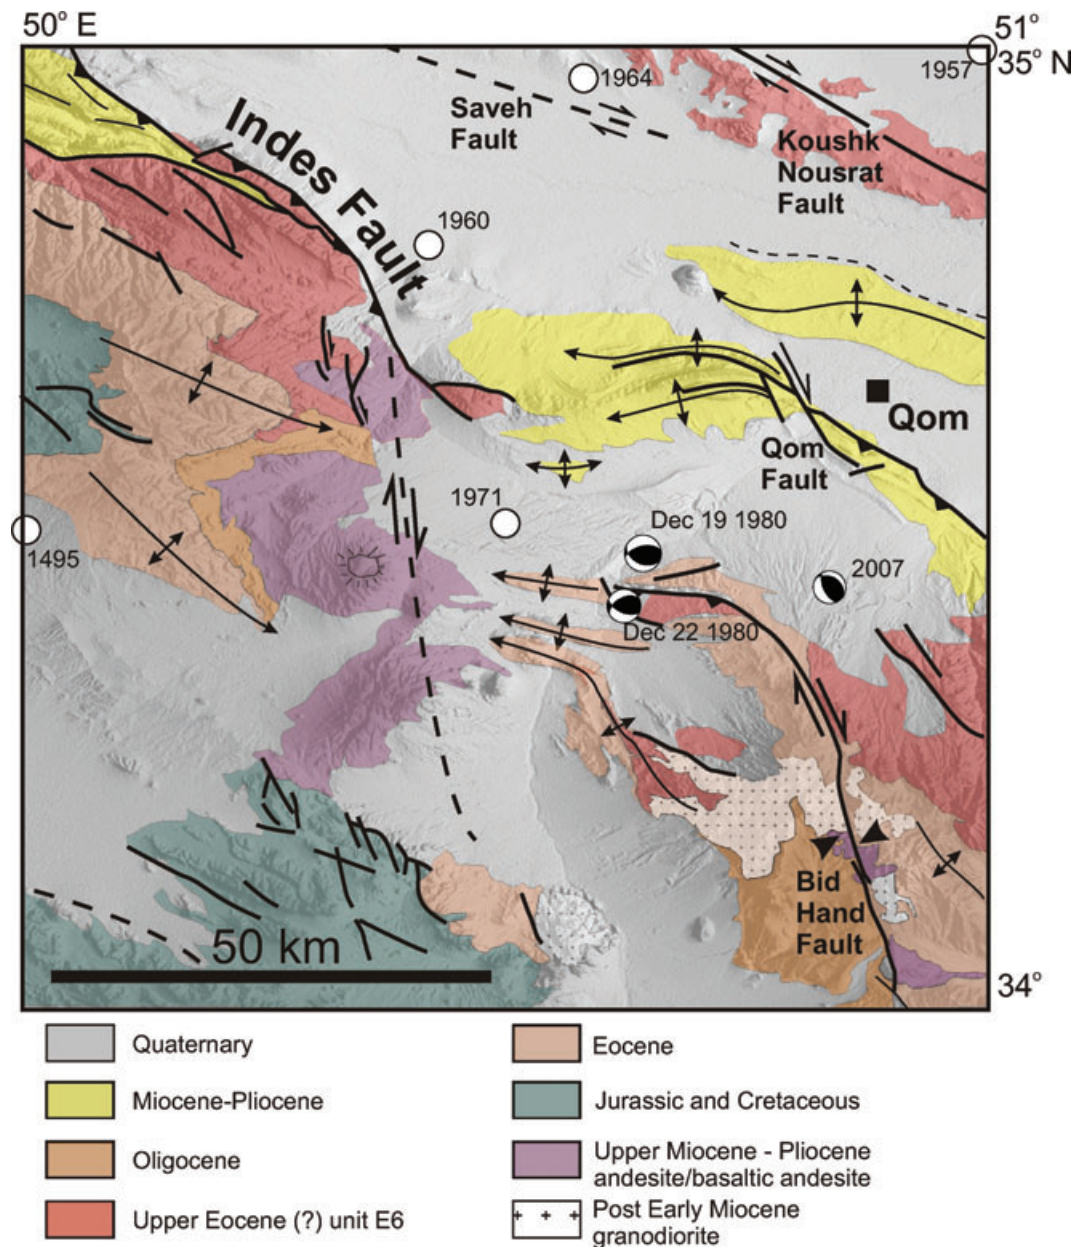 50° E
51°
35° N
1957
1964
Saveh
Fault
Koushk
Nousrat
Fault
Indes Fault
1960
Qom
Qom
Fault
1971
Dec 19 1980
1495
2007
Dec 22 1980
Bid
Hand
Fault
50 km
34°
Quaternary
Eocene
Miocene-Pliocene
Jurassic and Cretaceous
Oligocene
Upper Miocene - Pliocene
andesite/basaltic andesite
Upper Eocene (?) unit E6
Post Early Miocene
granodiorite